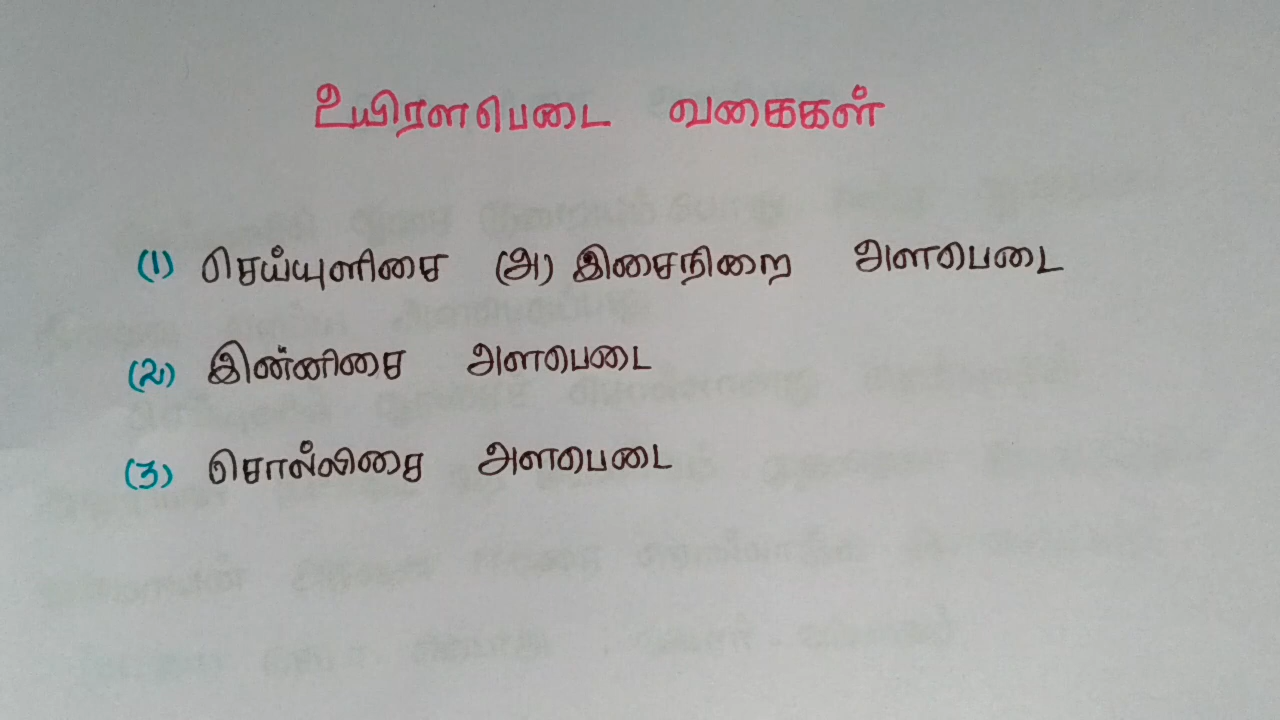 உயிரளபெடை வகைகள்
(1) செய்யுளிசை (அ) இசைநிறை அளபெடை
(2) இன்னிசை அளபெடை
(3) சொல்லிசை அளபெடை